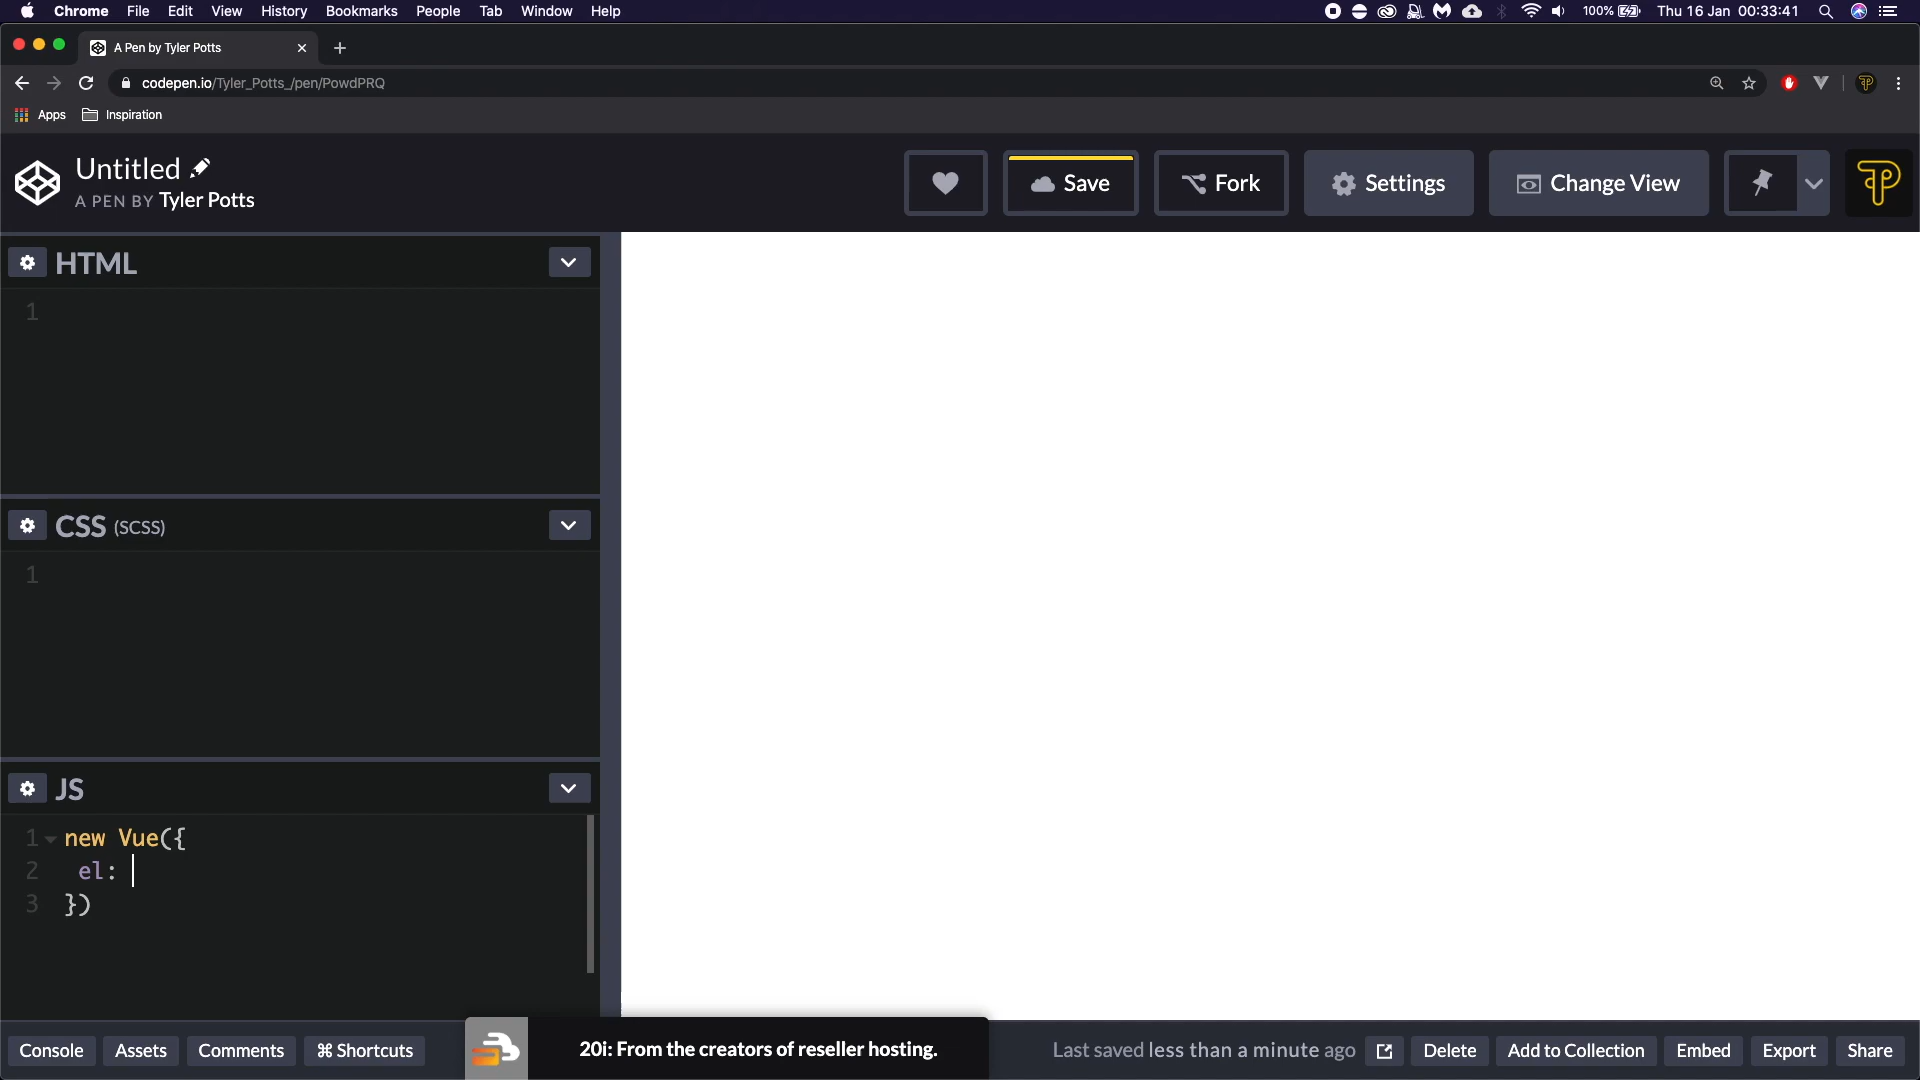 Chrome File Edit View History Bookmarks People Tab Window Help 100% Thu 16 Jan 00:33:41
A Pen by Tyler Potts
codepen.io/Tyler_Potts_/pen/PowdPRQ
Apps Inspiration
Untitled
A PEN BY Tyler Potts
Save Fork Settings Change View
HTML
1
CSS (SCSS)
1
JS
1 new Vue({
2 el:
3 })
Console Assets Comments ⌘ Shortcuts 20i: From the creators of reseller hosting. Last saved less than a minute ago Delete Add to Collection Embed Export Share